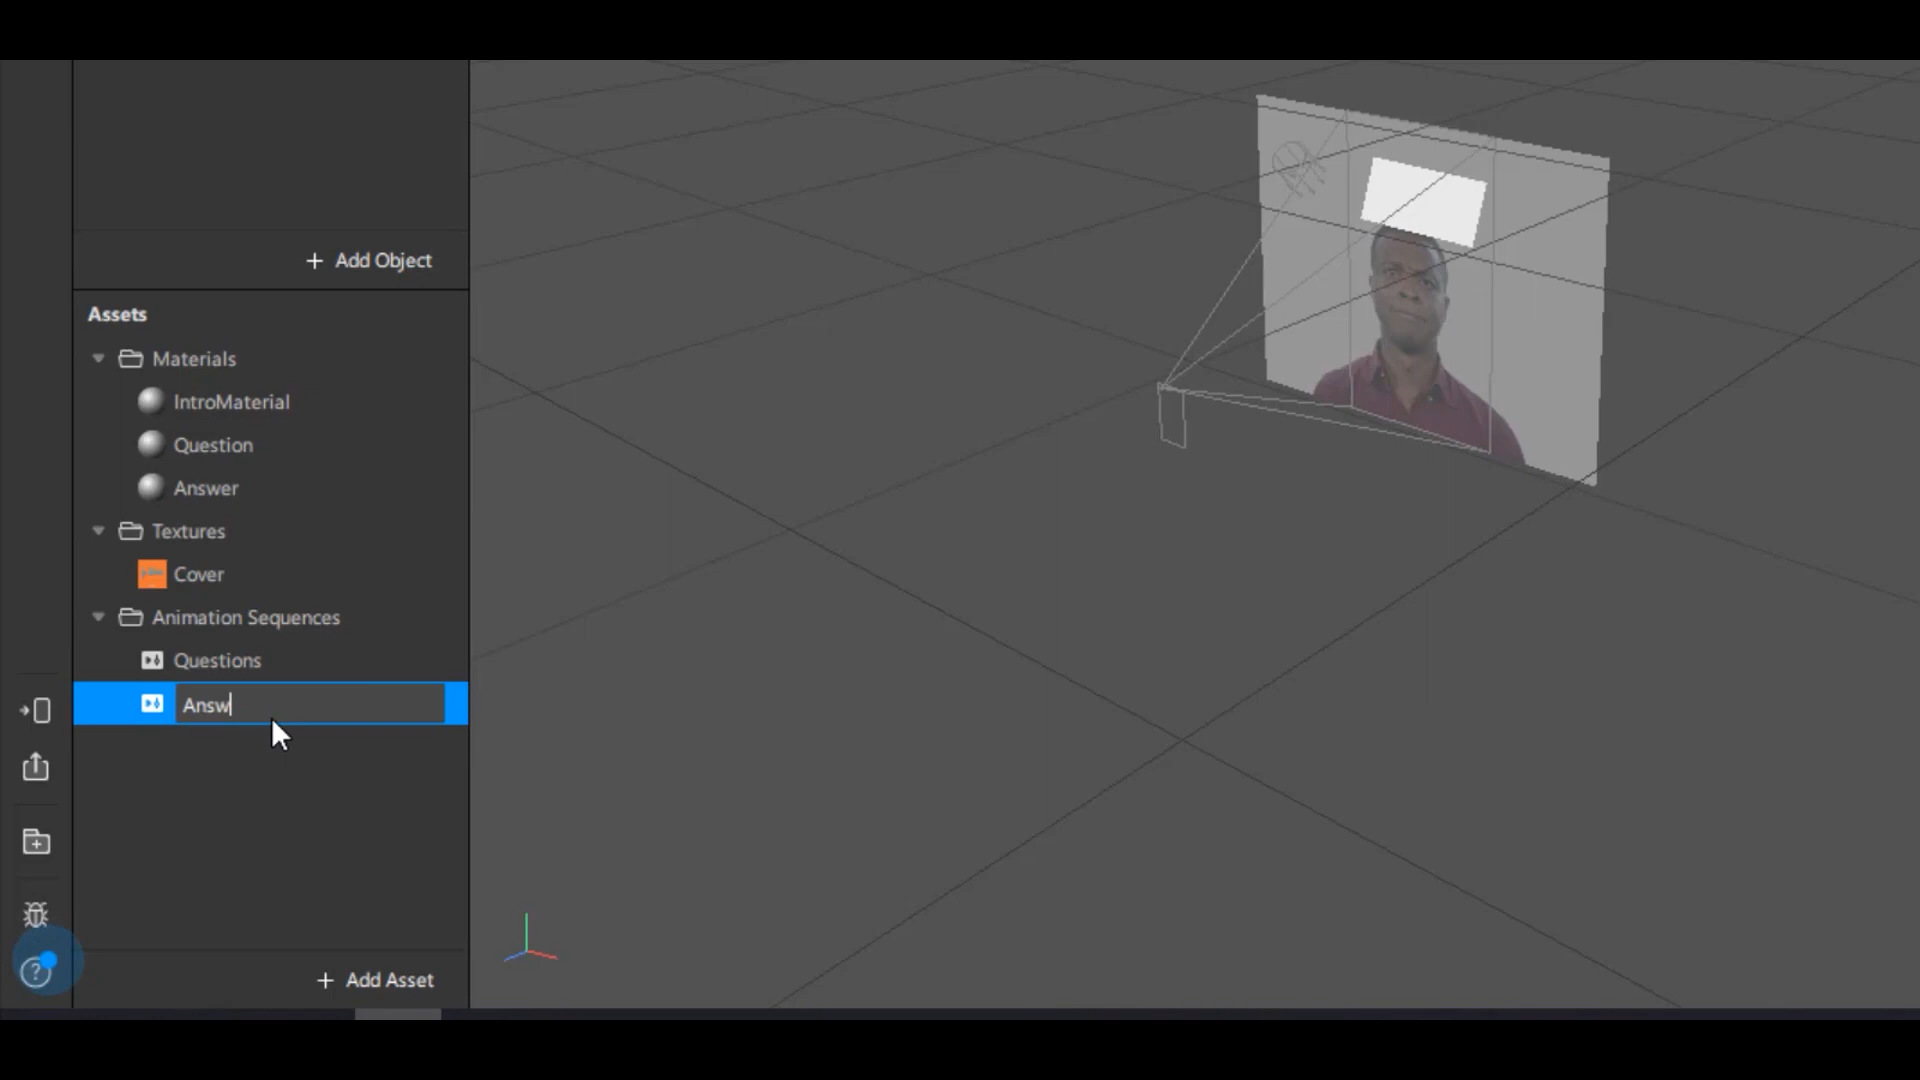 + Add Object
Assets
Materials
IntroMaterial
Question
Answer
Textures
Cover
Animation Sequences
Questions
Answ
+ Add Asset